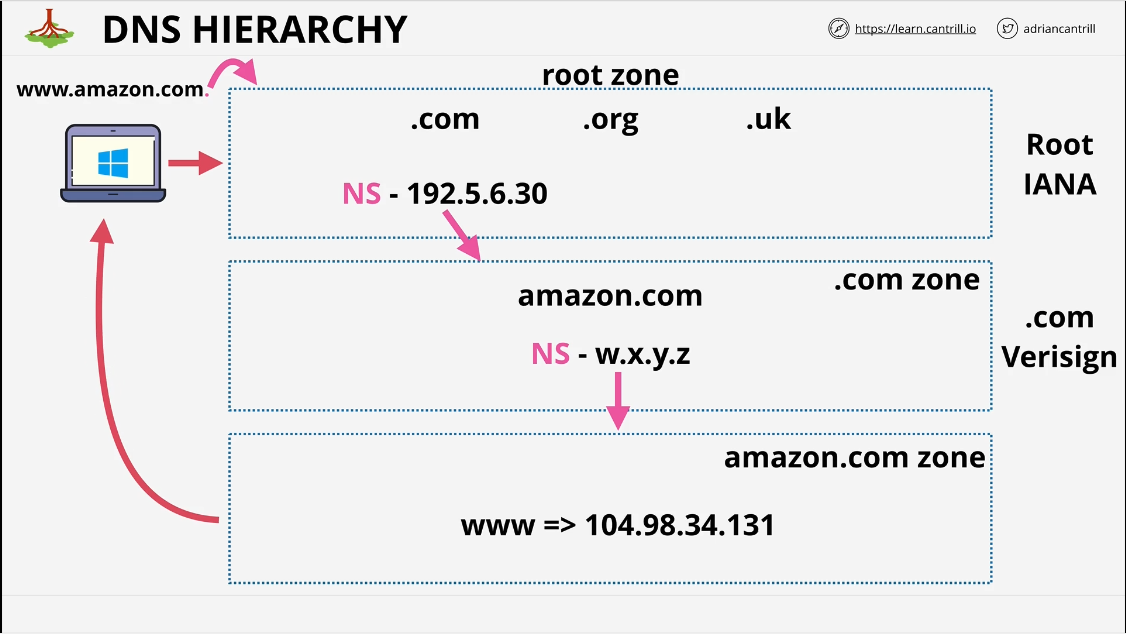 DNS HIERARCHY
https://learn.cantrill.io
adriancantrill
www.amazon.com.
root zone
.com
.org
.uk
NS - 192.5.6.30
Root
IANA
.com zone
amazon.com
NS - w.x.y.z
.com
Verisign
amazon.com zone
www => 104.98.34.131